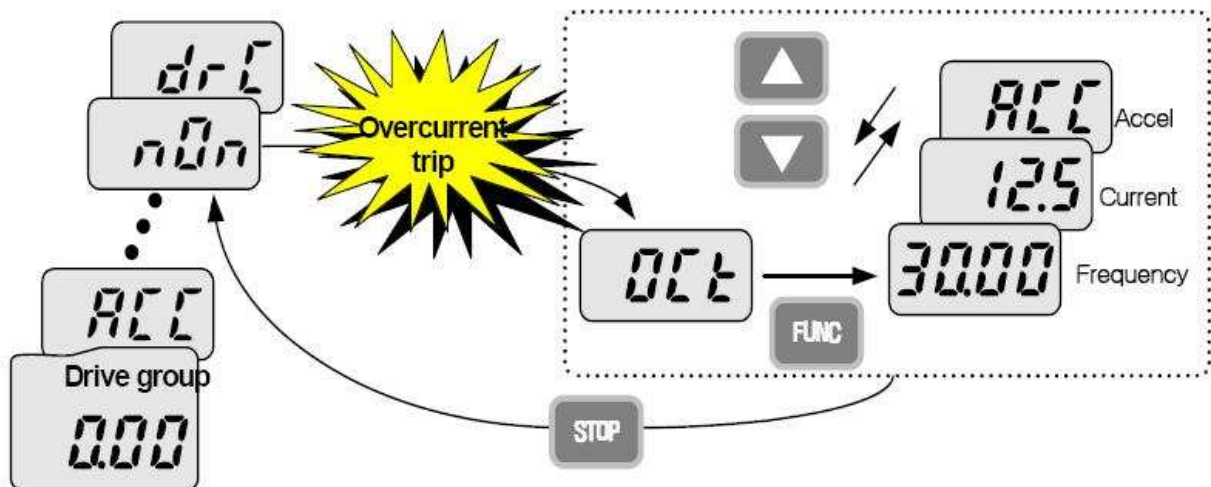 drC
n0n
ACC
Drive group
0.00
Overcurrent
trip
OCt
FUNC
ACC
Accel
12.5
Current
30.00
Frequency
STOP